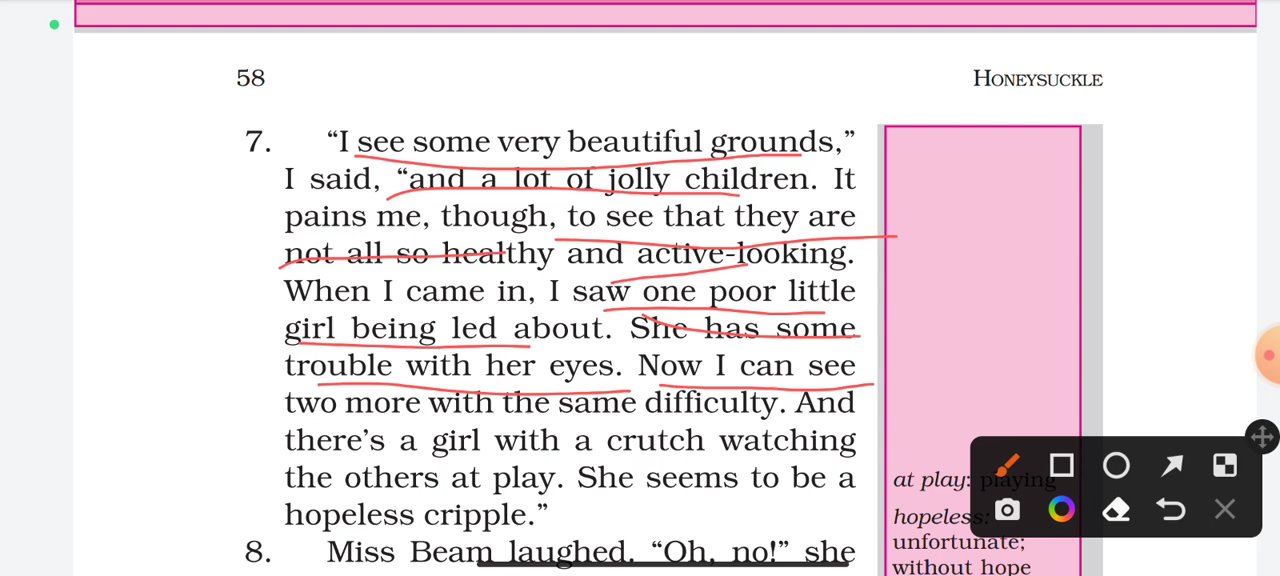 58
HONEYSUCKLE
7. “I see some very beautiful grounds,”
I said, “and a lot of jolly children. It
pains me, though, to see that they are
not all so healthy and active-looking.
When I came in, I saw one poor little
girl being led about. She has some
trouble with her eyes. Now I can see
two more with the same difficulty. And
there’s a girl with a crutch watching
the others at play. She seems to be a
hopeless cripple.”
8. Miss Beam laughed. “Oh, no!” she
at play: playing
hopeless:
unfortunate;
without hope